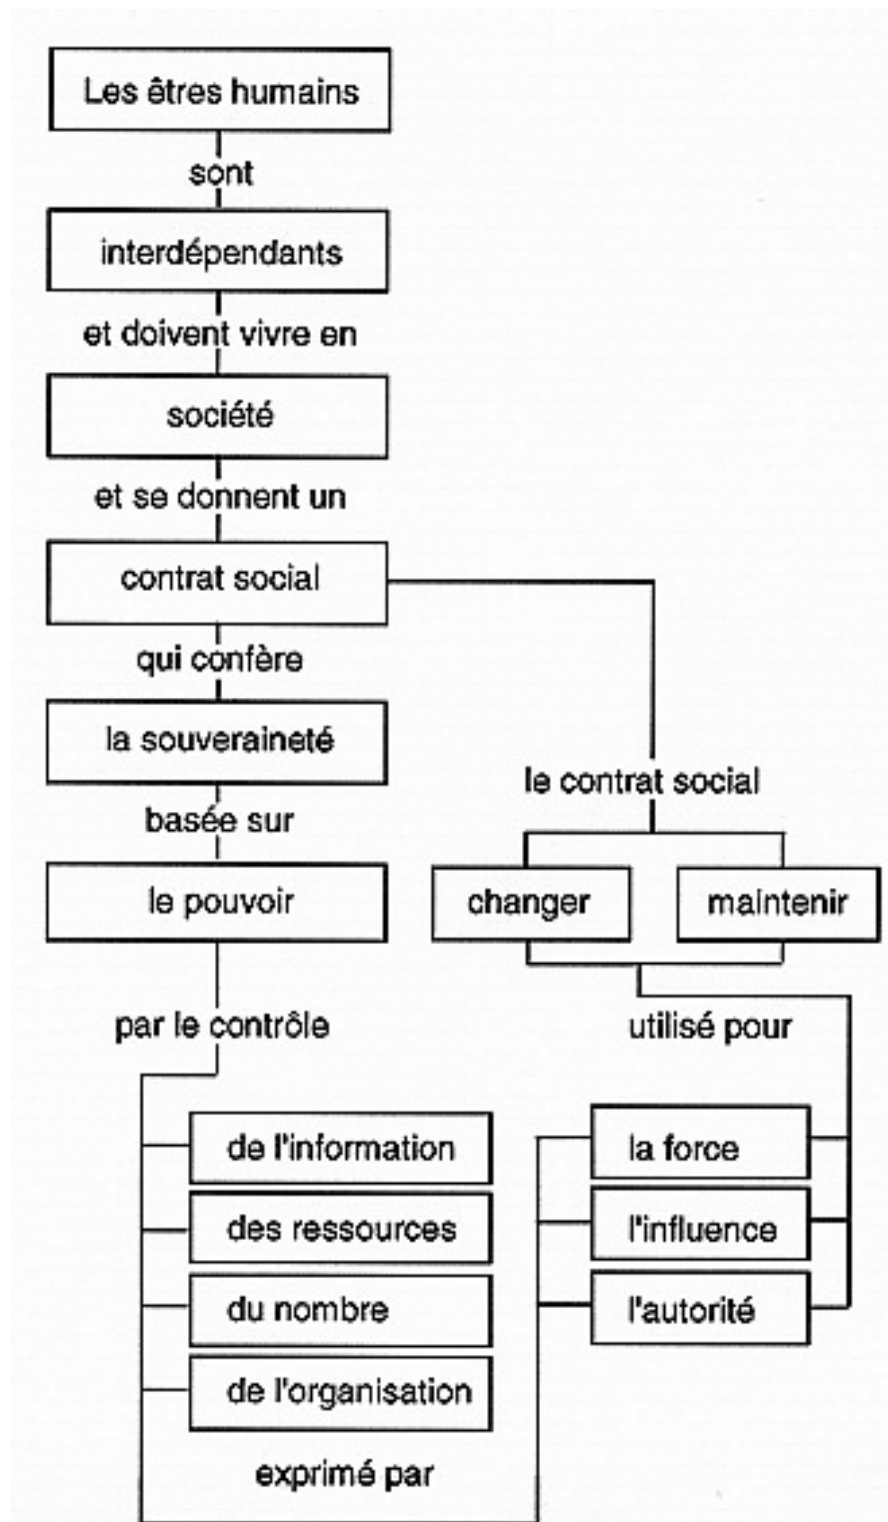 Les êtres humains
sont
interdépendants
et doivent vivre en
société
et se donnent un
contrat social
qui confère
la souveraineté
basée sur
le pouvoir
par le contrôle
de l'information
des ressources
du nombre
de l'organisation
exprimé par
la force
l'influence
l'autorité
utilisé pour
changer
maintenir
le contrat social